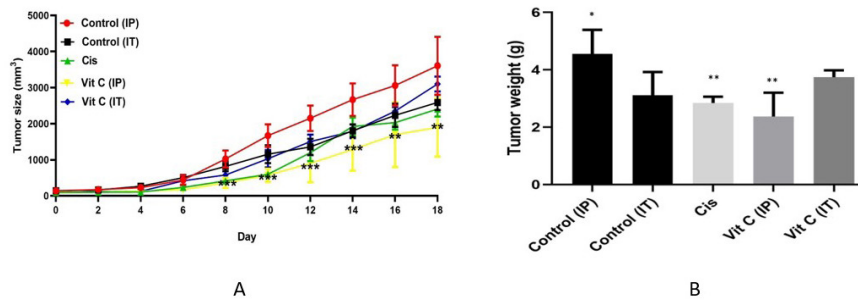 5000
4000
3000
2000
1000
0
Tumor size (mm³)
Control (IP)
Control (IT)
Cis
Vit C (IP)
Vit C (IT)
***
***
***
***
**
**
0 2 4 6 8 10 12 14 16 18
Day
A
6
4
2
0
Tumor weight (g)
*
**
**
Control (IP)
Control (IT)
Cis
Vit C (IP)
Vit C (IT)
B